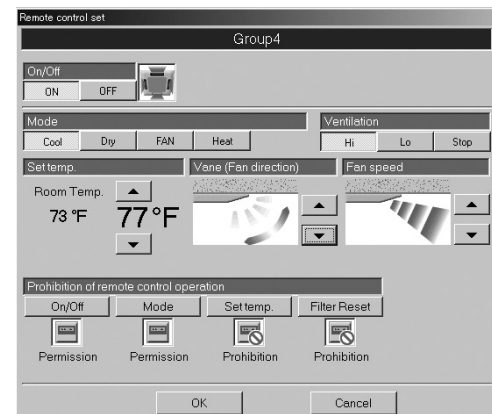 Remote control set
Group4
On/Off
ON OFF
Mode
Cool Dry FAN Heat
Ventilation
Hi Lo Stop
Set temp.
Vane (Fan direction)
Fan speed
Room Temp.
73 °F
77°F
Prohibition of remote control operation
On/Off Mode Set temp. Filter Reset
Permission Permission Prohibition Prohibition
OK Cancel